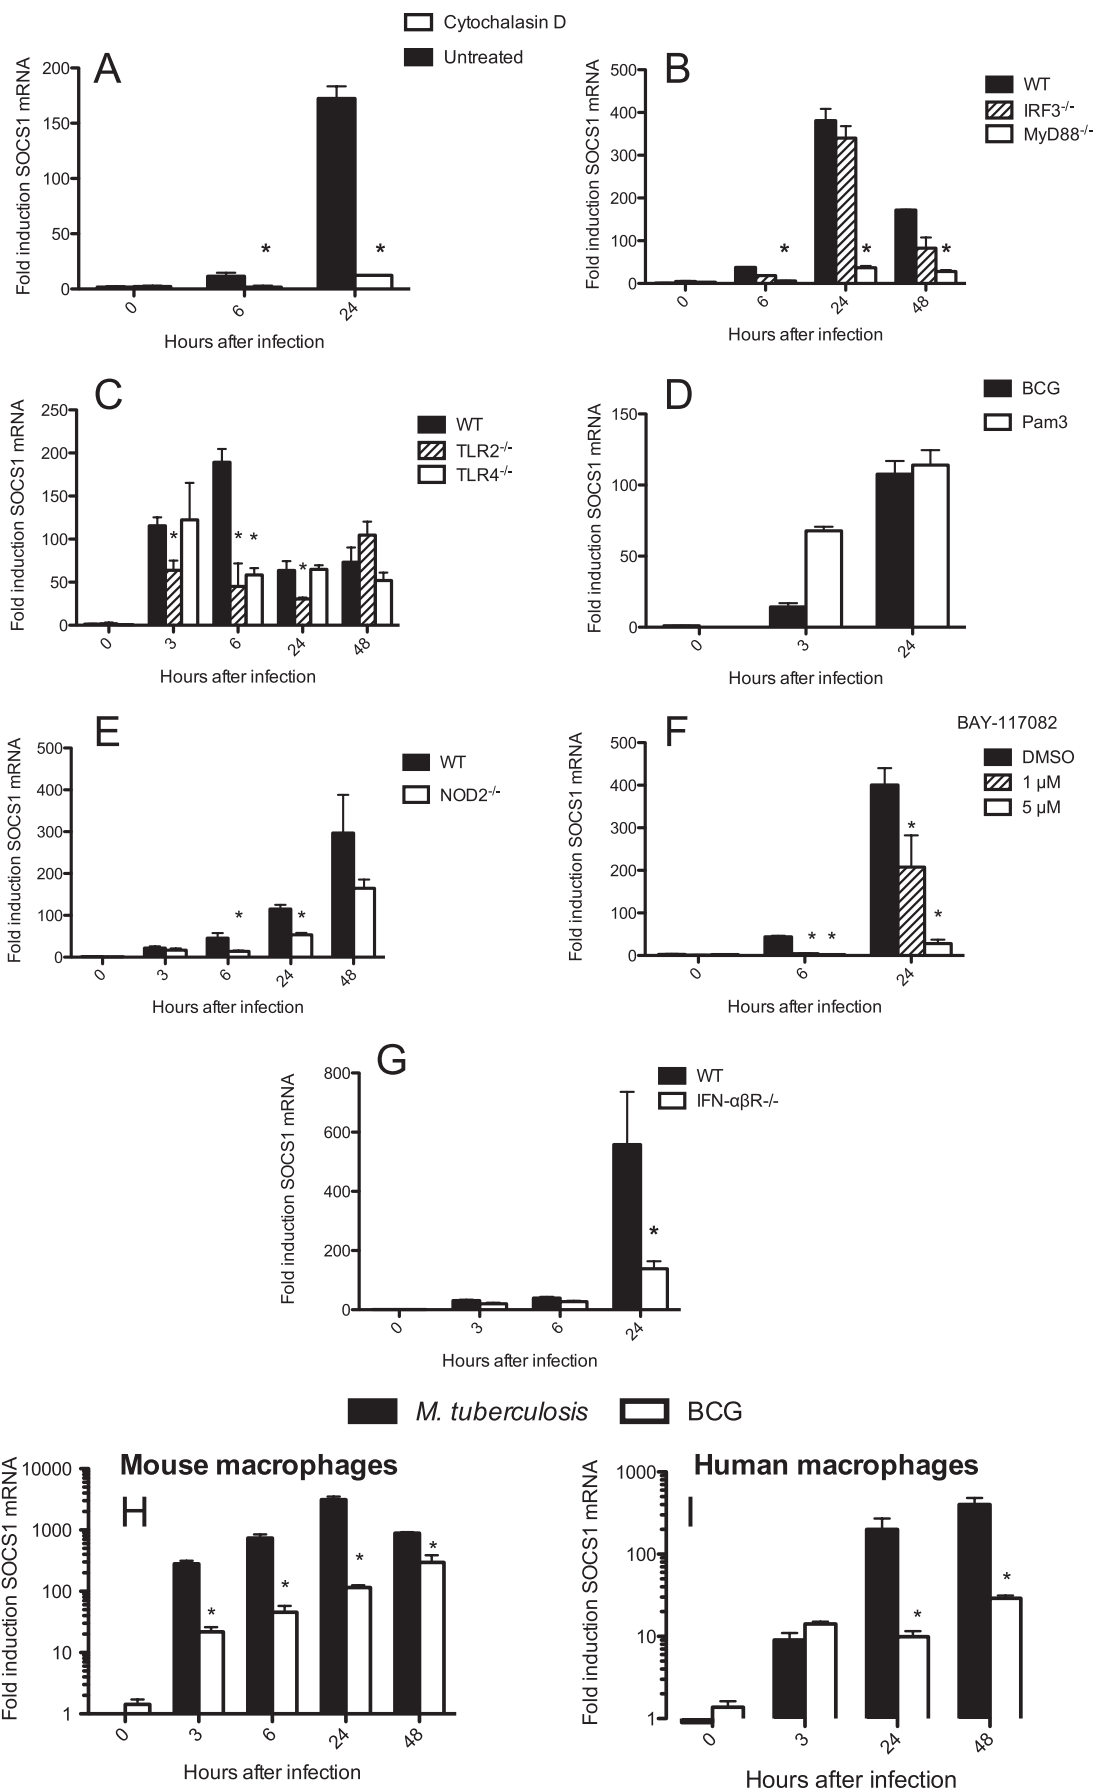 Cytochalasin D
Untreated
A
Fold induction SOCS1 mRNA
200
150
100
50
0
*
*
0 6 24
Hours after infection
B
WT
IRF3-/-
MyD88-/-
Fold induction SOCS1 mRNA
500
400
300
200
100
0
*
*
*
0 6 24 48
Hours after infection
C
WT
TLR2-/-
TLR4-/-
Fold induction SOCS1 mRNA
250
200
150
100
50
0
*
* *
*
0 3 6 24 48
Hours after infection
D
BCG
Pam3
Fold induction SOCS1 mRNA
150
100
50
0
0 3 24
Hours after infection
E
WT
NOD2-/-
Fold induction SOCS1 mRNA
500
400
300
200
100
0
*
*
0 3 6 24 48
Hours after infection
F
BAY-117082
DMSO
1 µM
5 µM
Fold induction SOCS1 mRNA
500
400
300
200
100
0
* *
*
*
0 6 24
Hours after infection
G
WT
IFN-αβR-/-
Fold induction SOCS1 mRNA
800
600
400
200
0
*
0 3 6 24
Hours after infection
M. tuberculosis BCG
Mouse macrophages
H
Fold induction SOCS1 mRNA
10000
1000
100
10
1
*
*
*
*
0 3 6 24 48
Hours after infection
Human macrophages
I
Fold induction SOCS1 mRNA
1000
100
10
1
*
*
0 3 24 48
Hours after infection